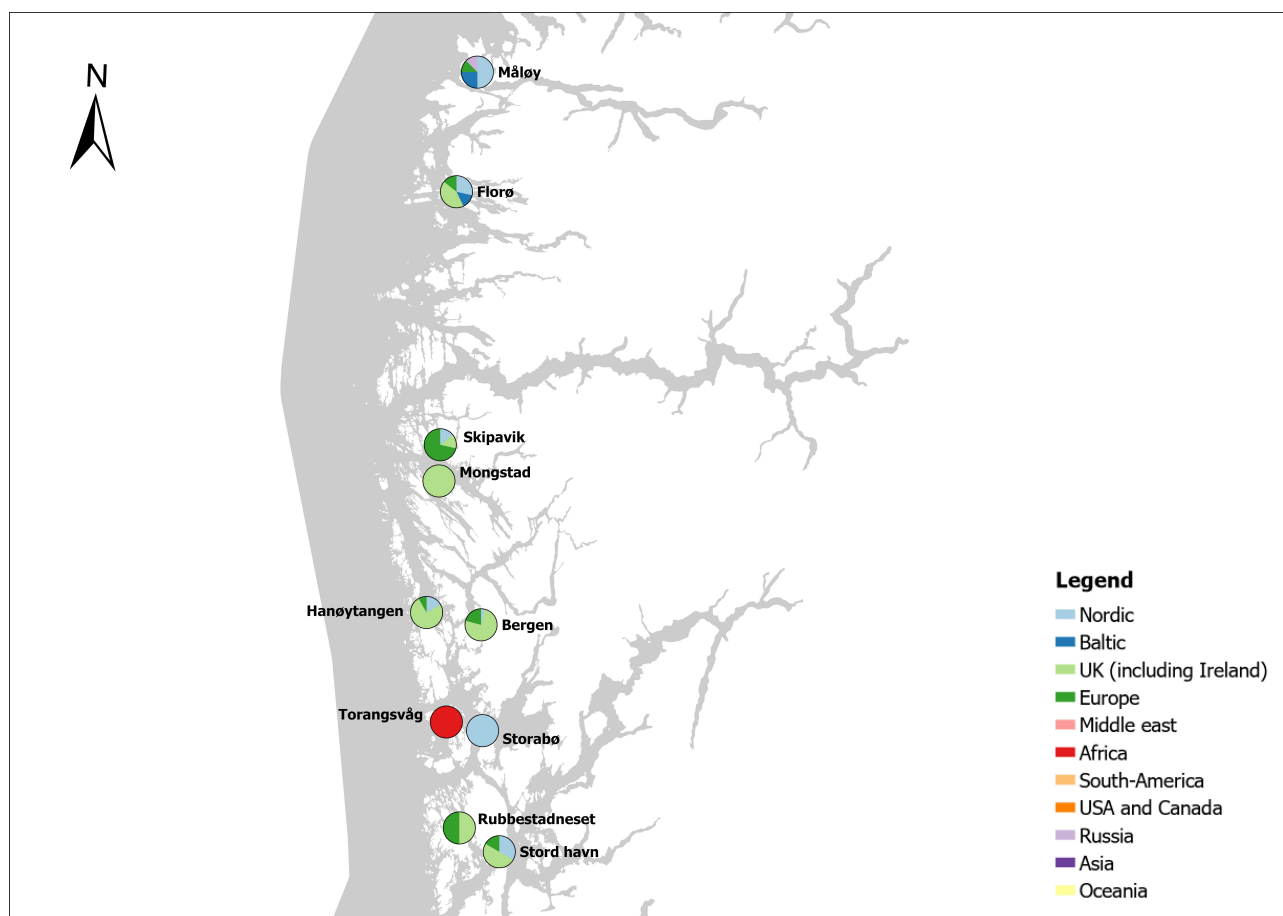 N
Måløy
Florø
Skipavik
Mongstad
Hanøytangen
Bergen
Torangsvåg
Storabø
Rubbestadneset
Stord havn
Legend
Nordic
Baltic
UK (including Ireland)
Europe
Middle east
Africa
South-America
USA and Canada
Russia
Asia
Oceania